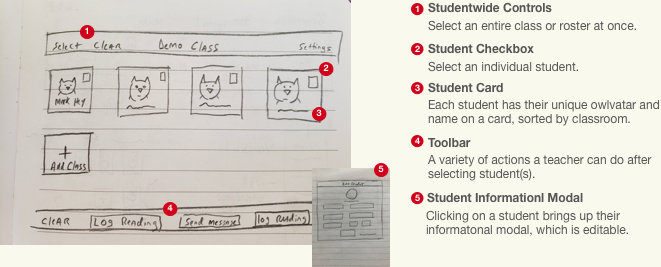 1
Select Clear Demo Class Settings
2
3
Mark Hy
+
Add Class
4
CleAR Log Reading Send message log Reading
5
1 Studentwide Controls
Select an entire class or roster at once.
2 Student Checkbox
Select an individual student.
3 Student Card
Each student has their unique owlvatar and
name on a card, sorted by classroom.
4 Toolbar
A variety of actions a teacher can do after
selecting student(s).
5 Student Informationl Modal
Clicking on a student brings up their
informatonal modal, which is editable.